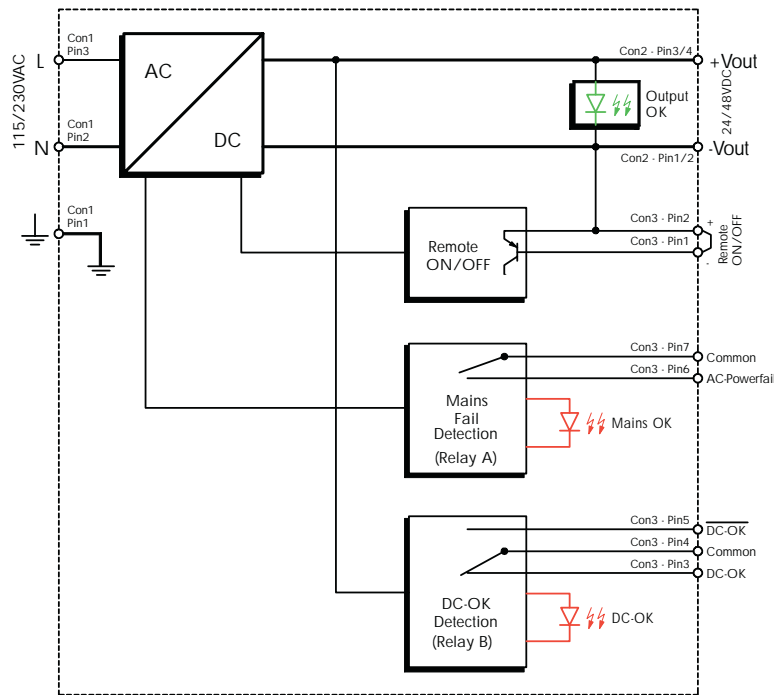 115/230VAC
L
Con1
Pin3
N
Con1
Pin2
Con1
Pin1
AC
DC
Con2 - Pin3/4
+Vout
Output
OK
24/48VDC
-Vout
Con2 - Pin1/2
Remote
ON/OFF
Con3 - Pin2
Con3 - Pin1
+
-
Remote
ON/OFF
Mains
Fail
Detection
(Relay A)
Con3 - Pin7
Common
Con3 - Pin6
AC-Powerfail
Mains OK
DC-OK
Detection
(Relay B)
Con3 - Pin5
DC-OK
Con3 - Pin4
Common
Con3 - Pin3
DC-OK
DC-OK